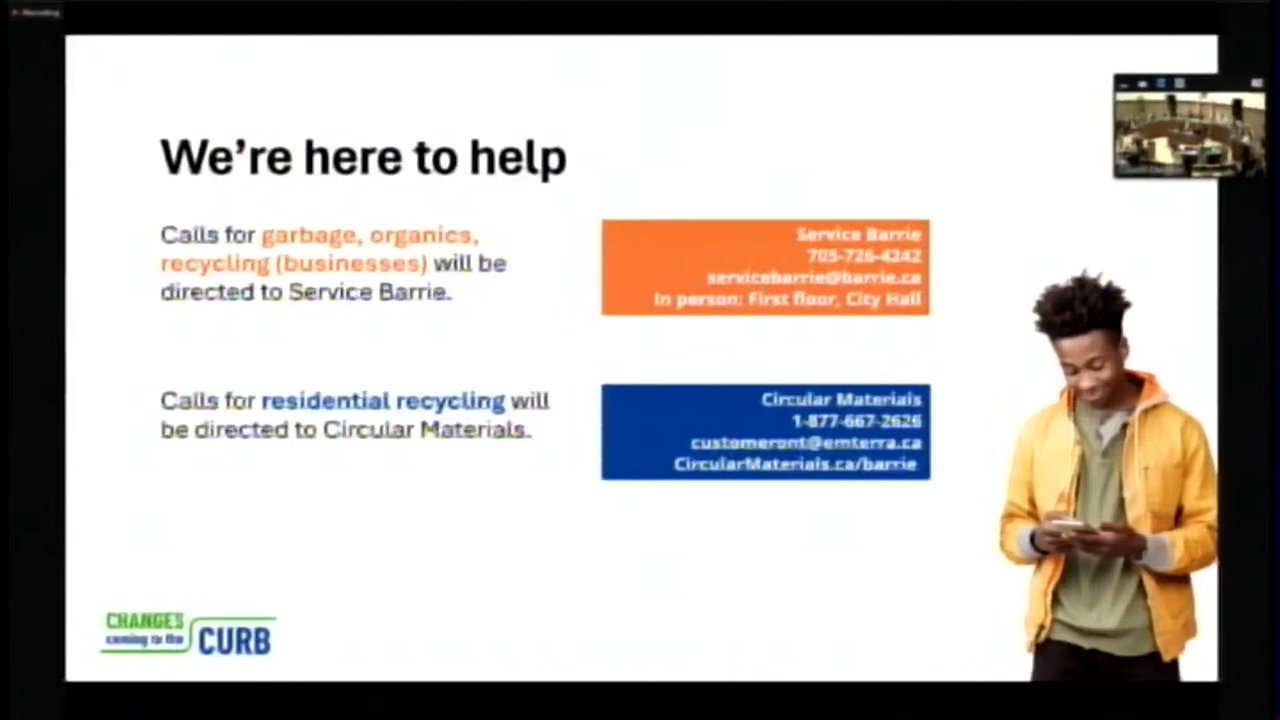 Recording
We're here to help
Calls for garbage, organics,
recycling (businesses) will be
directed to Service Barrie.
Service Barrie
705-726-4242
servicebarrie@barrie.ca
In person: First floor, City Hall
Calls for residential recycling will
be directed to Circular Materials.
Circular Materials
1-877-667-2626
customeront@emterra.ca
CircularMaterials.ca/barrie
CHANGES
coming to the
CURB